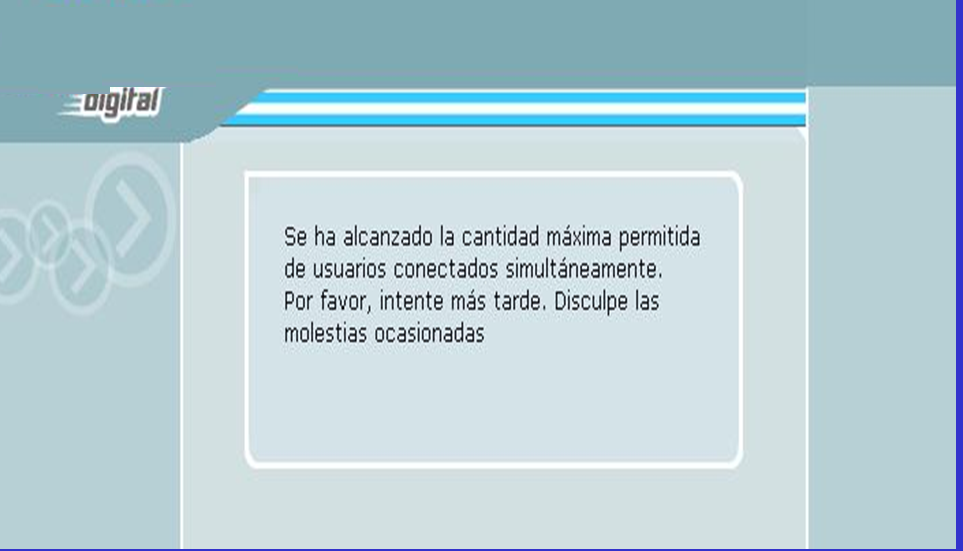 digital
Se ha alcanzado la cantidad máxima permitida
de usuarios conectados simultáneamente.
Por favor, intente más tarde. Disculpe las
molestias ocasionadas